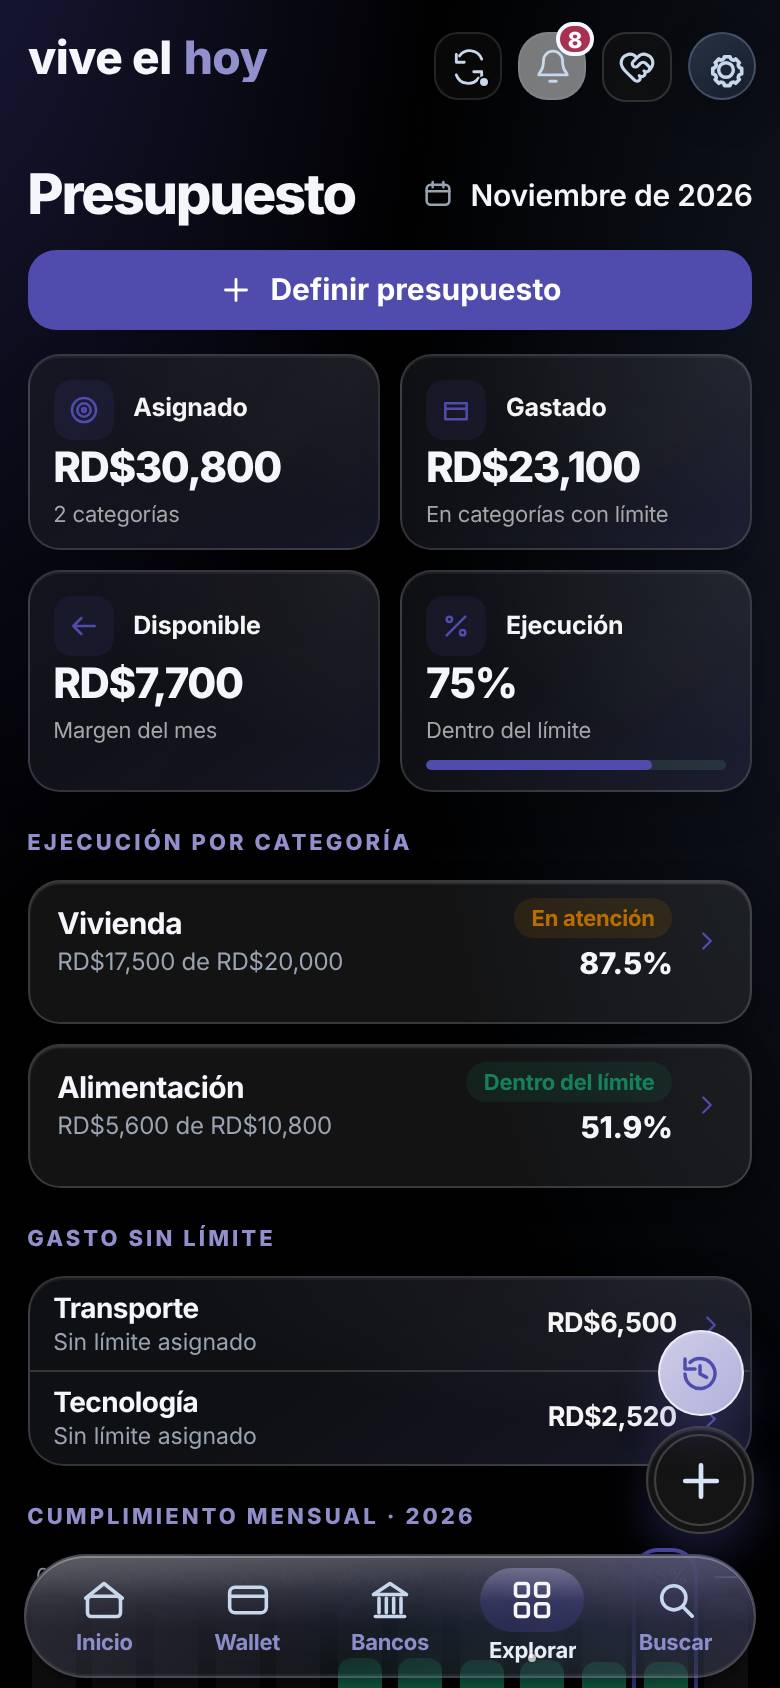 vive el hoy
8
Presupuesto
Noviembre de 2026
+ Definir presupuesto
Asignado
RD$30,800
2 categorías
Gastado
RD$23,100
En categorías con límite
Disponible
RD$7,700
Margen del mes
Ejecución
75%
Dentro del límite
EJECUCIÓN POR CATEGORÍA
Vivienda
En atención
RD$17,500 de RD$20,000
87.5%
Alimentación
Dentro del límite
RD$5,600 de RD$10,800
51.9%
GASTO SIN LÍMITE
Transporte
RD$6,500
Sin límite asignado
Tecnología
RD$2,520
Sin límite asignado
CUMPLIMIENTO MENSUAL · 2026
Inicio
Wallet
Bancos
Explorar
Buscar